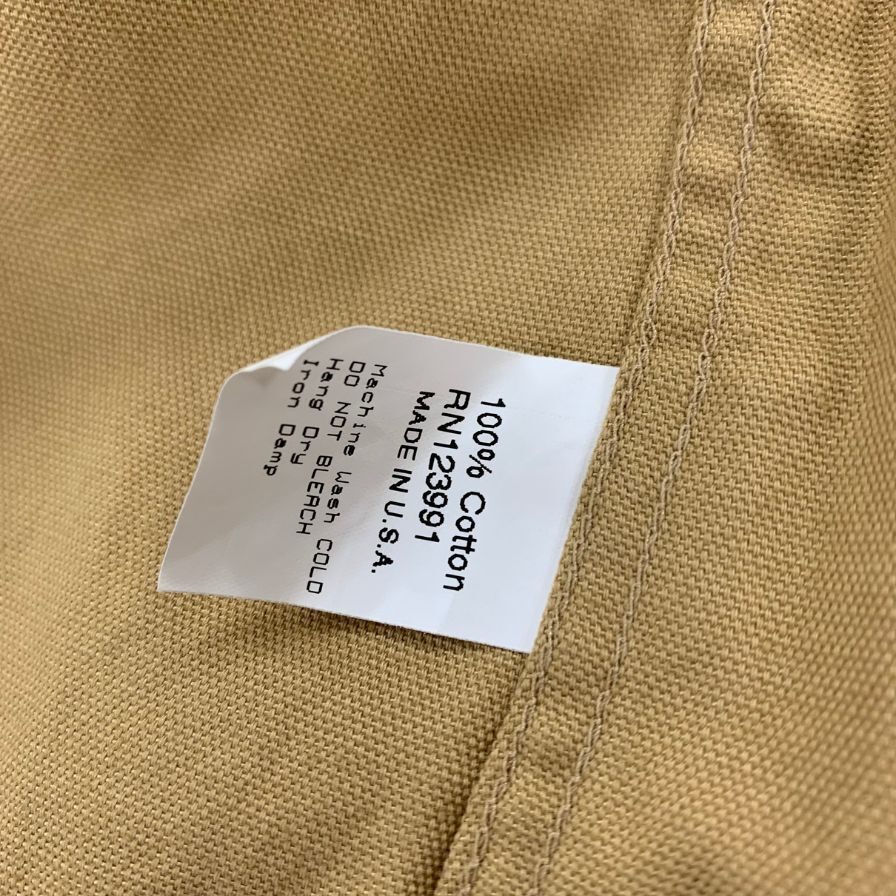 100% Cotton
RN123991
MADE IN U.S.A.
Machine Wash COLD
DO NOT BLEACH
Hang Dry
Iron Damp